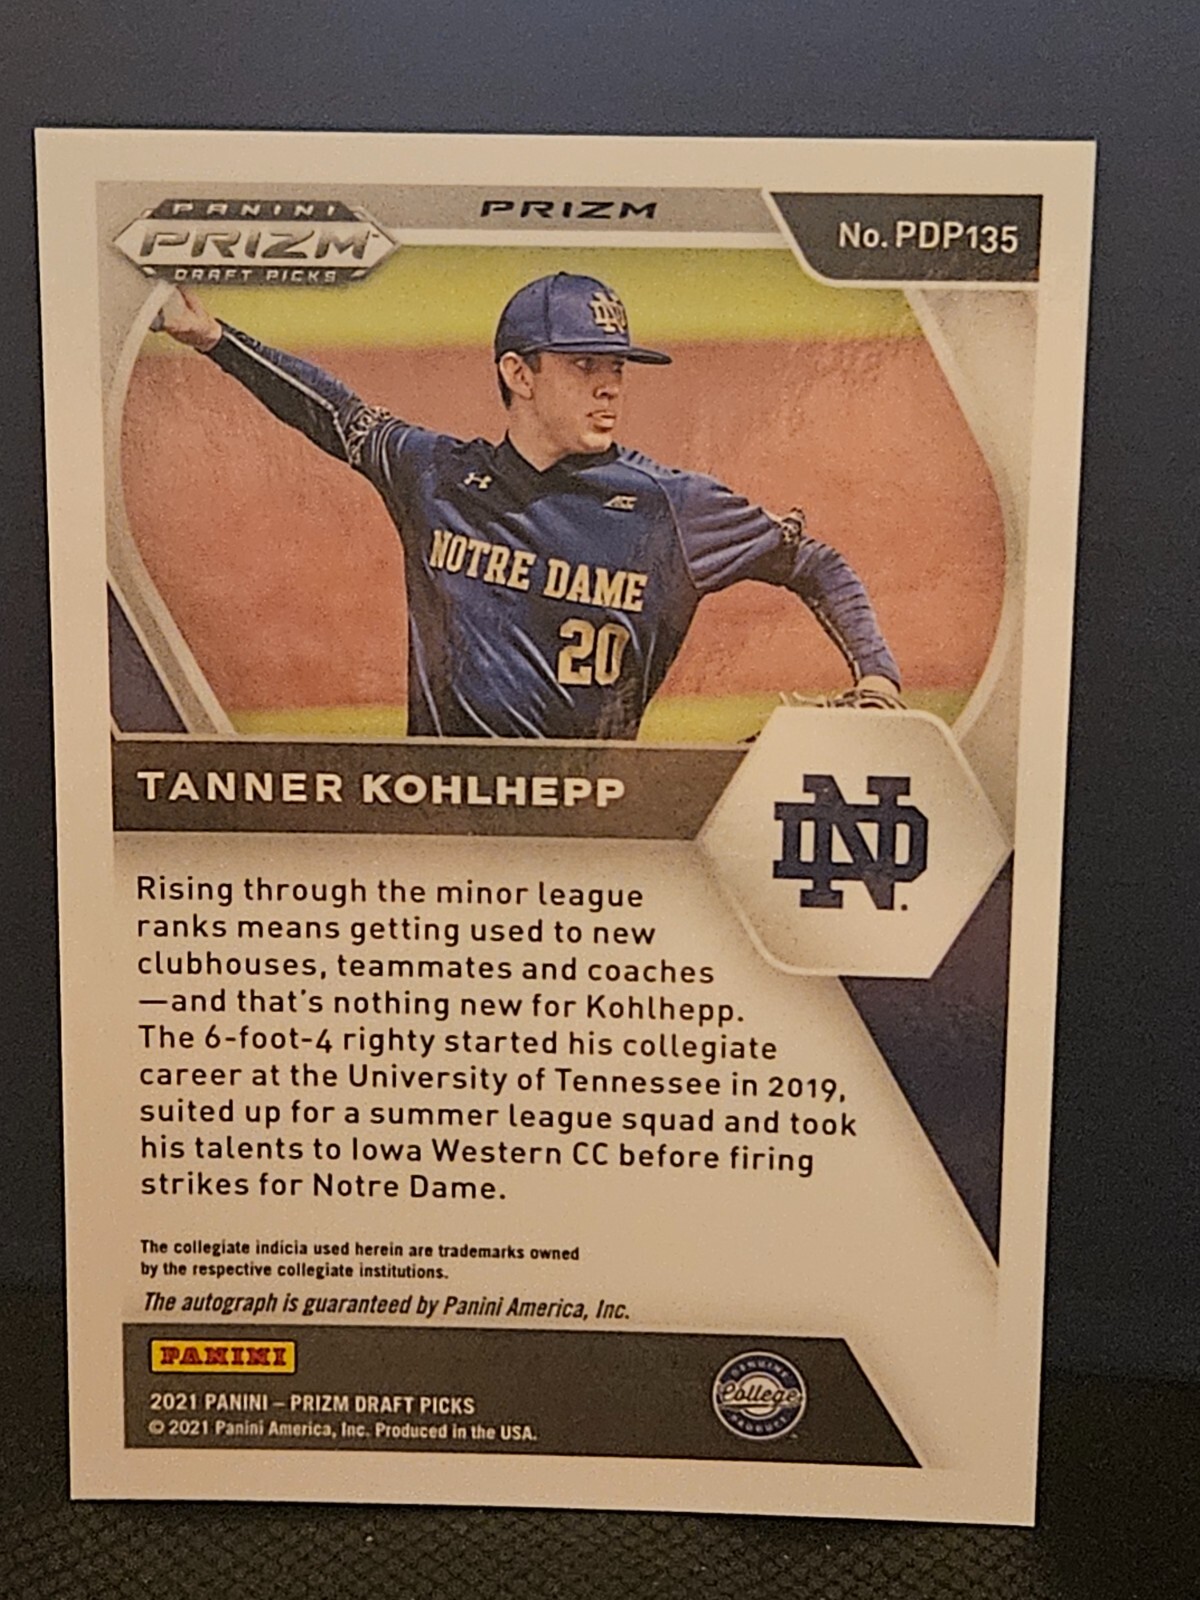 PANINI
PRIZM
DRAFT PICKS
PRIZM
No. PDP135
ND
ACC
NOTRE DAME
20
TANNER KOHLHEPP
ND
Rising through the minor league
ranks means getting used to new
clubhouses, teammates and coaches
—and that's nothing new for Kohlhepp.
The 6-foot-4 righty started his collegiate
career at the University of Tennessee in 2019,
suited up for a summer league squad and took
his talents to Iowa Western CC before firing
strikes for Notre Dame.
The collegiate indicia used herein are trademarks owned
by the respective collegiate institutions.
The autograph is guaranteed by Panini America, Inc.
PANINI
2021 PANINI – PRIZM DRAFT PICKS
© 2021 Panini America, Inc. Produced in the USA.
GENUINE
College
PRODUCT